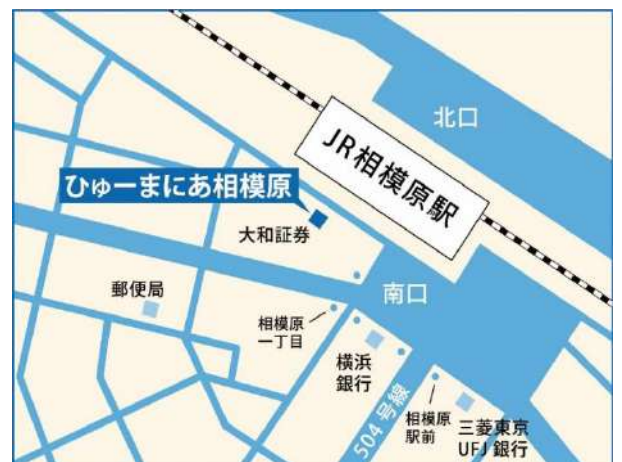 北口
JR相模原駅
ひゅーまにあ相模原
大和証券
南口
郵便局
相模原
一丁目
横浜
銀行
504号線
相模原
駅前
三菱東京
UFJ銀行